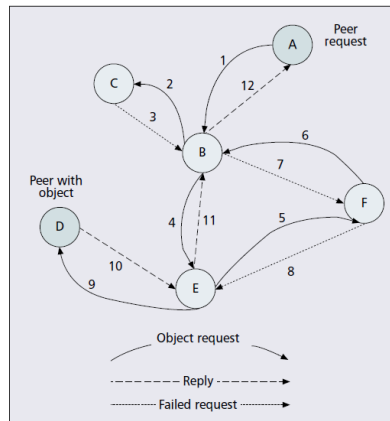 A
Peer
request
1
12
C
2
3
B
6
7
Peer with
object
F
4
11
5
D
10
8
9
E
Object request
Reply
Failed request